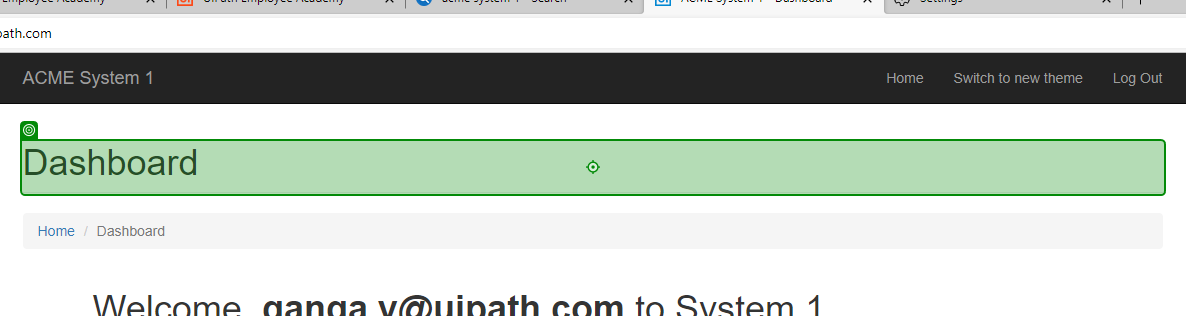 Employee Academy UiPath Employee Academy acme system 1 - Search ACME System 1 - Dashboard Settings
path.com
ACME System 1 Home Switch to new theme Log Out
Dashboard
Home / Dashboard
Welcome, ganga.v@uipath.com to System 1